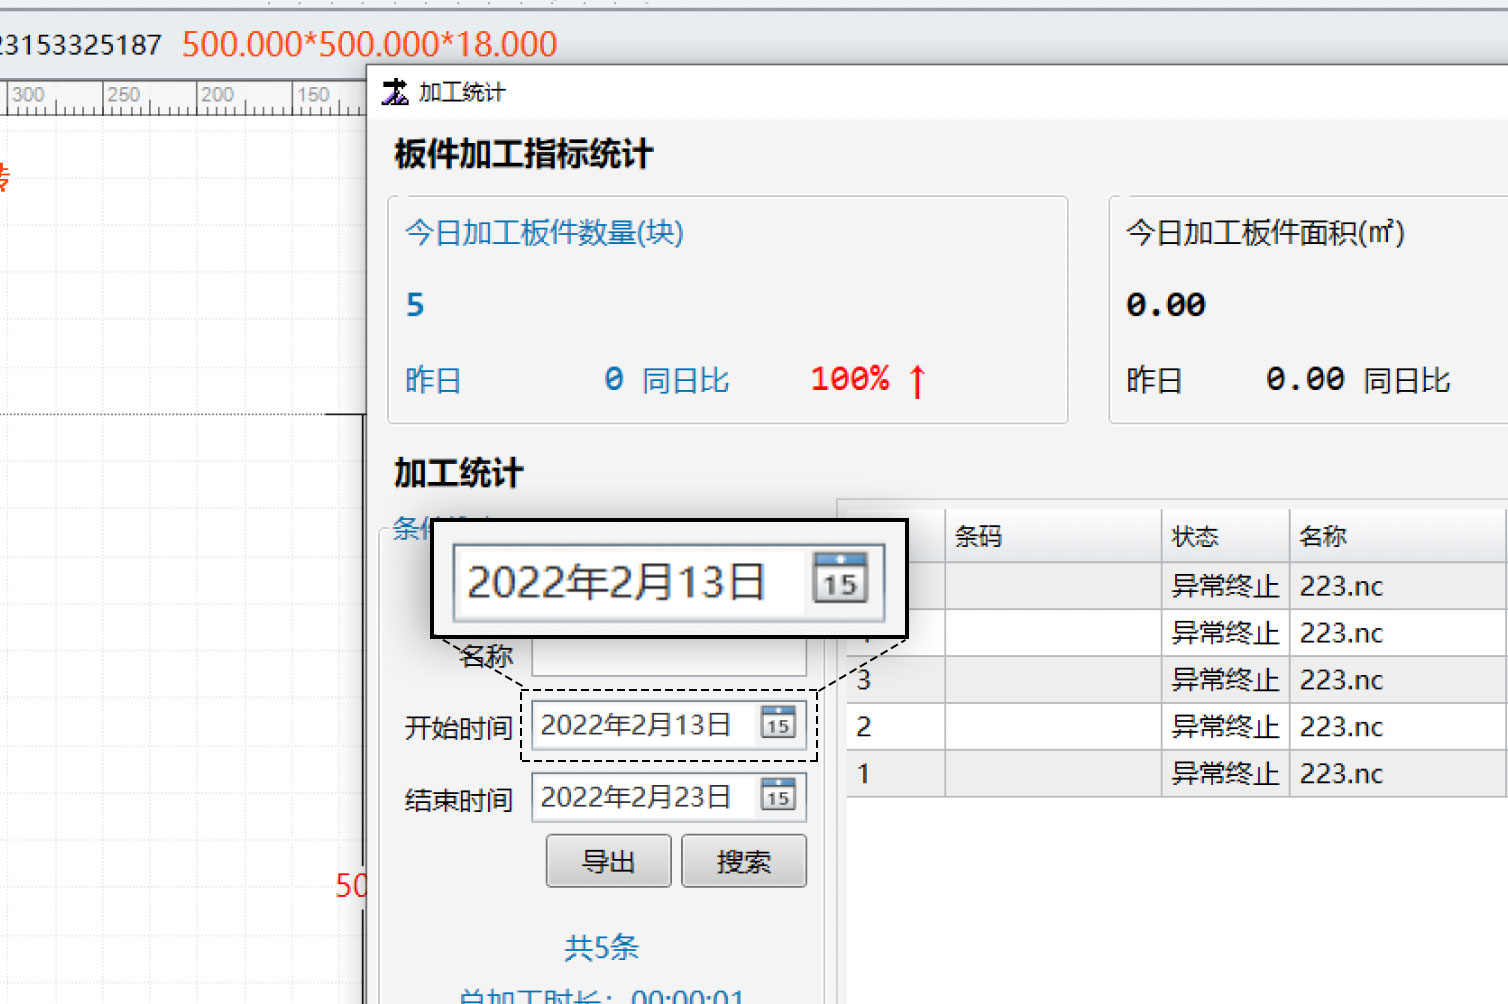 23153325187 500.000*500.000*18.000
300 250 200 150
加工统计
板件加工指标统计
今日加工板件数量(块)
5
昨日 0 同日比 100% ↑
今日加工板件面积(㎡)
0.00
昨日 0.00 同日比
加工统计
2022年2月13日 15
名称
开始时间 2022年2月13日 15
结束时间 2022年2月23日 15
导出 搜索
共5条
总加工时长: 00:00:01
条码 状态 名称
异常终止 223.nc
异常终止 223.nc
3 异常终止 223.nc
2 异常终止 223.nc
1 异常终止 223.nc
50